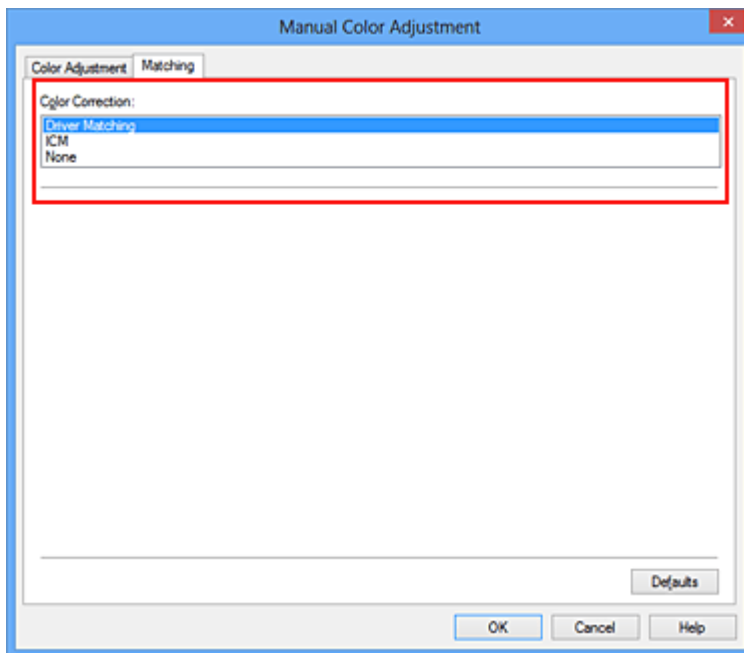 Manual Color Adjustment
Color Adjustment Matching
Color Correction:
Driver Matching
ICM
None
Defaults
OK Cancel Help